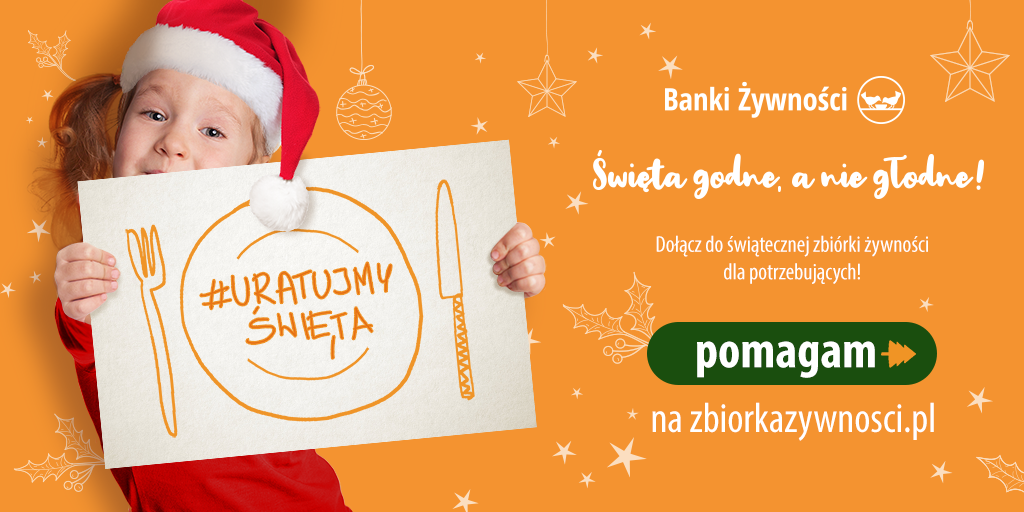 #URATUJMY
ŚWIĘTA
Banki Żywności
Święta godne, a nie głodne!
Dołącz do świątecznej zbiórki żywności
dla potrzebujących!
pomagam
na zbiorkazywnosci.pl